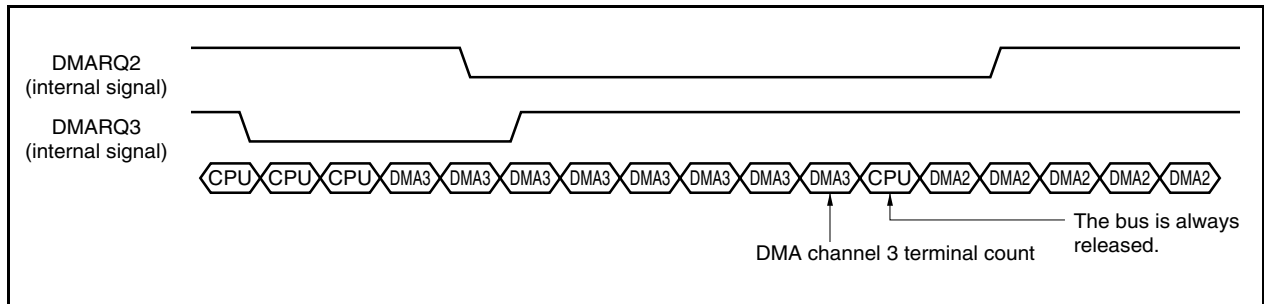 DMARQ2
(internal signal)
DMARQ3
(internal signal)
CPU CPU CPU DMA3 DMA3 DMA3 DMA3 DMA3 DMA3 DMA3 DMA3 CPU DMA2 DMA2 DMA2 DMA2 DMA2
The bus is always
released.
DMA channel 3 terminal count